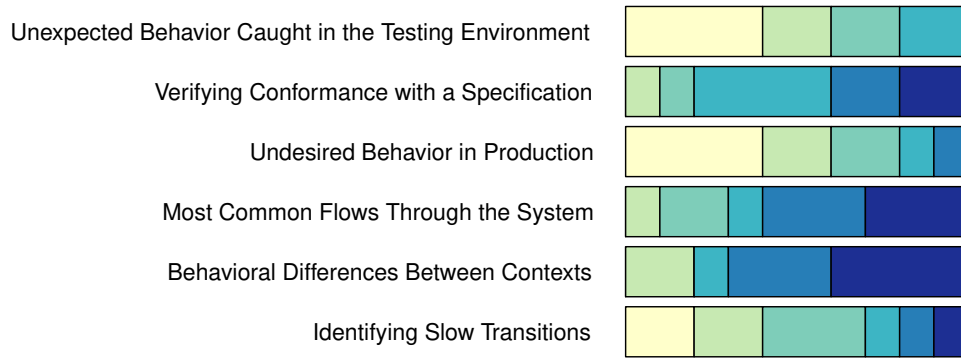 Unexpected Behavior Caught in the Testing Environment
Verifying Conformance with a Specification
Undesired Behavior in Production
Most Common Flows Through the System
Behavioral Differences Between Contexts
Identifying Slow Transitions